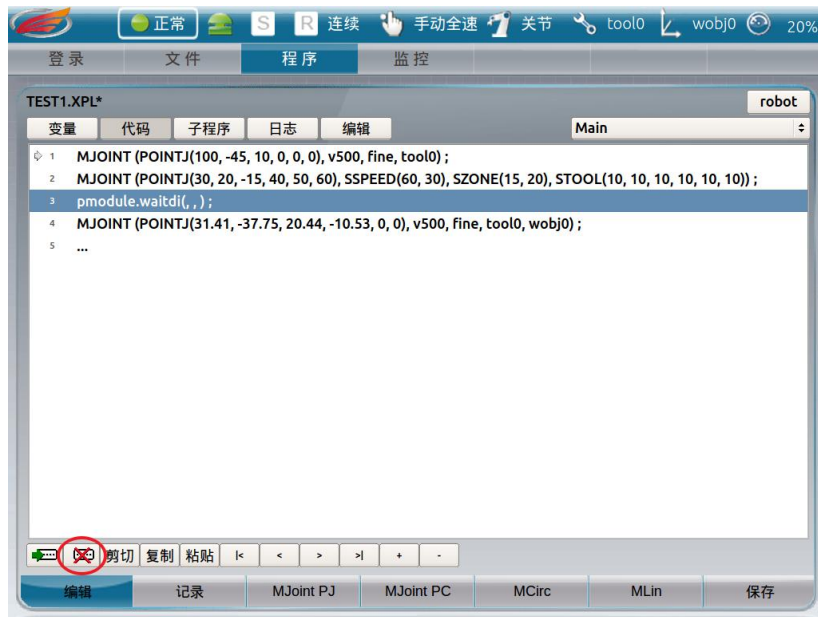 正常 S R 连续 手动全速 关节 tool0 wobj0 20%
登录 文件 程序 监控
TEST1.XPL* robot
变量 代码 子程序 日志 编辑 Main
1 MJOINT (POINTJ(100, -45, 10, 0, 0, 0), v500, fine, tool0) ;
2 MJOINT (POINTJ(30, 20, -15, 40, 50, 60), SSPEED(60, 30), SZONE(15, 20), STOOL(10, 10, 10, 10, 10, 10)) ;
3 pmodule.waitdi(, , ) ;
4 MJOINT (POINTJ(31.41, -37.75, 20.44, -10.53, 0, 0), v500, fine, tool0, wobj0) ;
5 ...
剪切 复制 粘贴 |< < > >| + -
编辑 记录 MJoint PJ MJoint PC MCirc MLin 保存